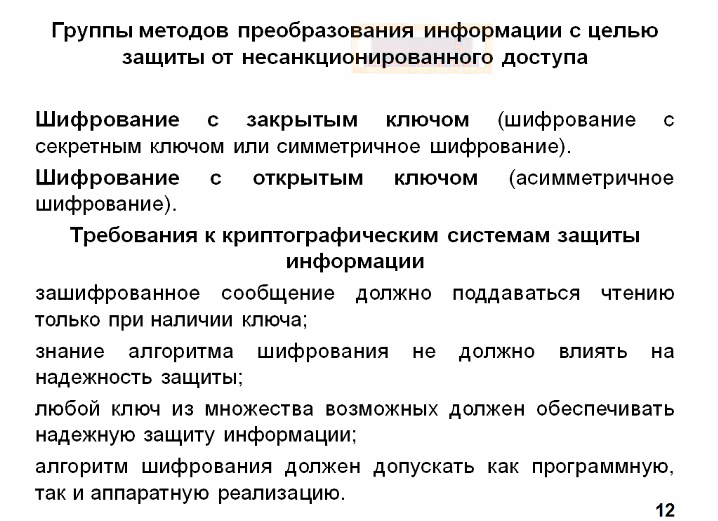 Группы методов преобразования информации с целью
защиты от несанкционированного доступа
Шифрование с закрытым ключом (шифрование с
секретным ключом или симметричное шифрование).
Шифрование с открытым ключом (асимметричное
шифрование).
Требования к криптографическим системам защиты
информации
зашифрованное сообщение должно поддаваться чтению
только при наличии ключа;
знание алгоритма шифрования не должно влиять на
надежность защиты;
любой ключ из множества возможных должен обеспечивать
надежную защиту информации;
алгоритм шифрования должен допускать как программную,
так и аппаратную реализацию.
12